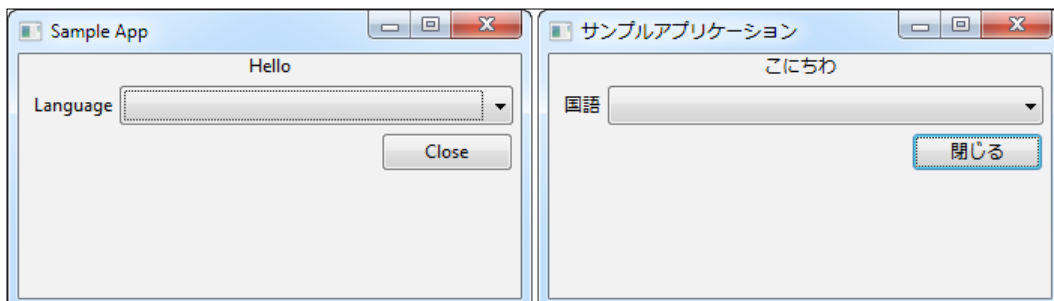 Sample App
Hello
Language
Close
サンプルアプリケーション
こにちわ
国語
閉じる